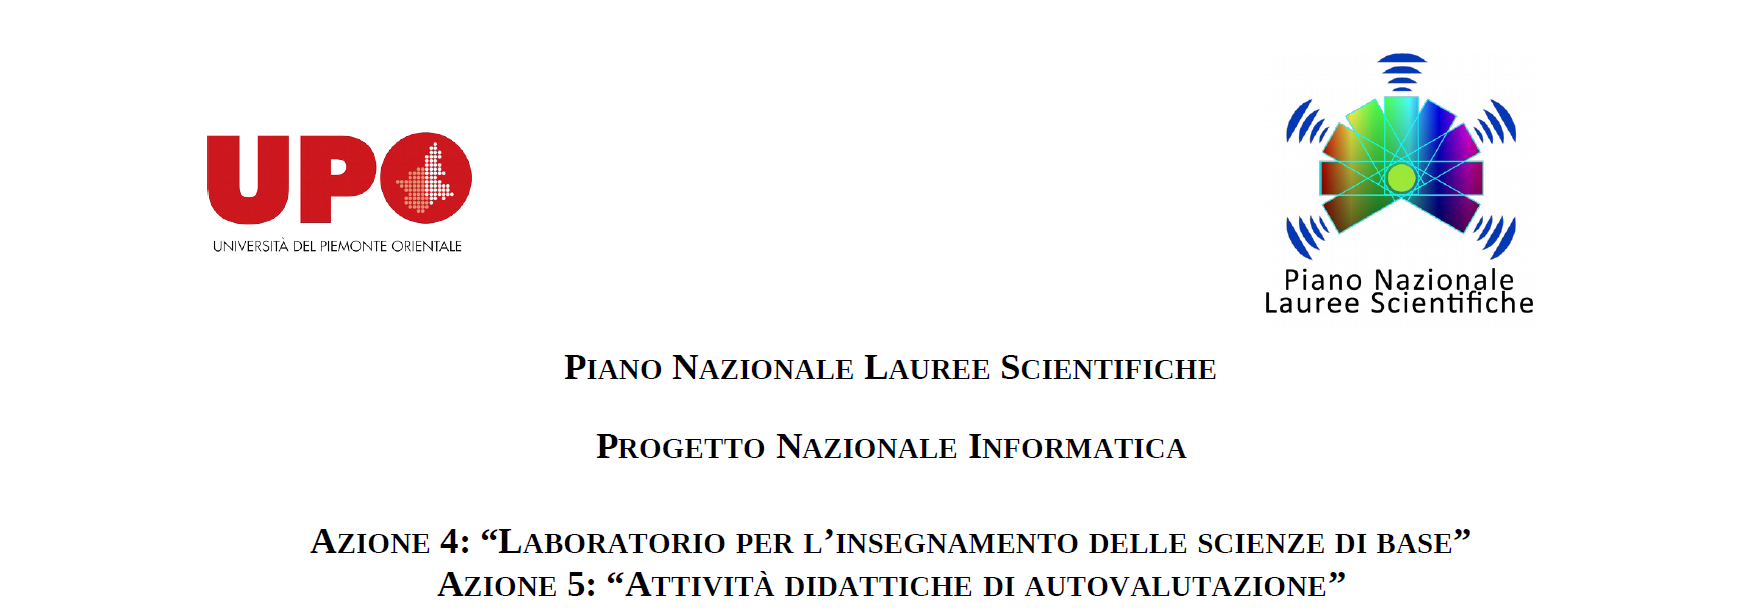 UPO
UNIVERSITÀ DEL PIEMONTE ORIENTALE
Piano Nazionale
Lauree Scientifiche
PIANO NAZIONALE LAUREE SCIENTIFICHE
PROGETTO NAZIONALE INFORMATICA
AZIONE 4: “LABORATORIO PER L’INSEGNAMENTO DELLE SCIENZE DI BASE”
AZIONE 5: “ATTIVITÀ DIDATTICHE DI AUTOVALUTAZIONE”